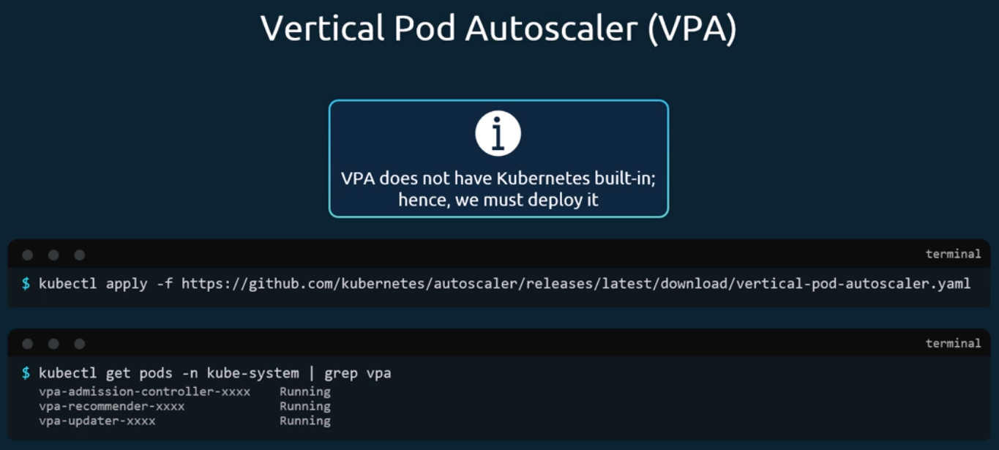 Vertical Pod Autoscaler (VPA)
i
VPA does not have Kubernetes built-in;
hence, we must deploy it
terminal
$ kubectl apply -f https://github.com/kubernetes/autoscaler/releases/latest/download/vertical-pod-autoscaler.yaml
terminal
$ kubectl get pods -n kube-system | grep vpa
vpa-admission-controller-xxxx    Running
vpa-recommender-xxxx    Running
vpa-updater-xxxx    Running